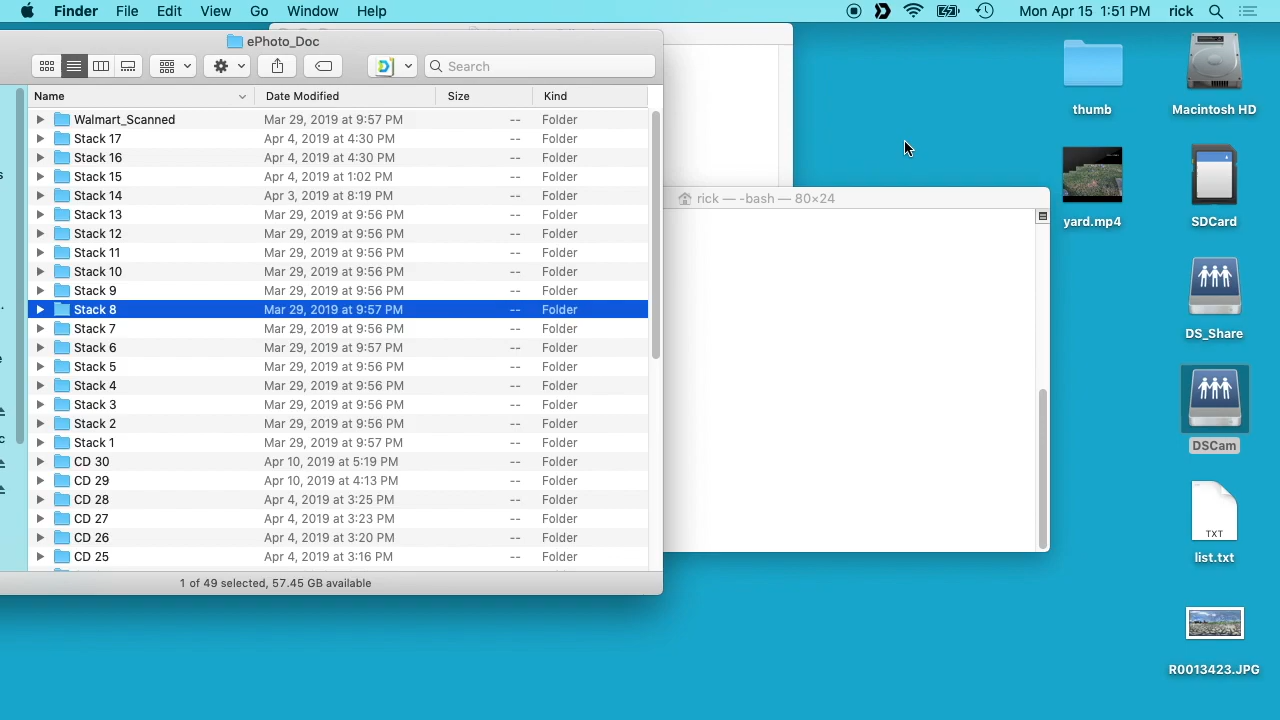 Finder File Edit View Go Window Help Mon Apr 15 1:51 PM rick
ePhoto_Doc
Search
Name Date Modified Size Kind
Walmart_Scanned Mar 29, 2019 at 9:57 PM -- Folder
Stack 17 Apr 4, 2019 at 4:30 PM -- Folder
Stack 16 Apr 4, 2019 at 4:30 PM -- Folder
Stack 15 Apr 4, 2019 at 1:02 PM -- Folder
Stack 14 Apr 3, 2019 at 8:19 PM -- Folder
Stack 13 Mar 29, 2019 at 9:56 PM -- Folder
Stack 12 Mar 29, 2019 at 9:56 PM -- Folder
Stack 11 Mar 29, 2019 at 9:56 PM -- Folder
Stack 10 Mar 29, 2019 at 9:56 PM -- Folder
Stack 9 Mar 29, 2019 at 9:56 PM -- Folder
Stack 8 Mar 29, 2019 at 9:57 PM -- Folder
Stack 7 Mar 29, 2019 at 9:56 PM -- Folder
Stack 6 Mar 29, 2019 at 9:57 PM -- Folder
Stack 5 Mar 29, 2019 at 9:56 PM -- Folder
Stack 4 Mar 29, 2019 at 9:56 PM -- Folder
Stack 3 Mar 29, 2019 at 9:56 PM -- Folder
Stack 2 Mar 29, 2019 at 9:56 PM -- Folder
Stack 1 Mar 29, 2019 at 9:57 PM -- Folder
CD 30 Apr 10, 2019 at 5:19 PM -- Folder
CD 29 Apr 10, 2019 at 4:13 PM -- Folder
CD 28 Apr 4, 2019 at 3:25 PM -- Folder
CD 27 Apr 4, 2019 at 3:23 PM -- Folder
CD 26 Apr 4, 2019 at 3:20 PM -- Folder
CD 25 Apr 4, 2019 at 3:16 PM -- Folder
1 of 49 selected, 57.45 GB available
rick — -bash — 80×24
thumb
Macintosh HD
yard.mp4
SDCard
DS_Share
DSCam
TXT
list.txt
R0013423.JPG